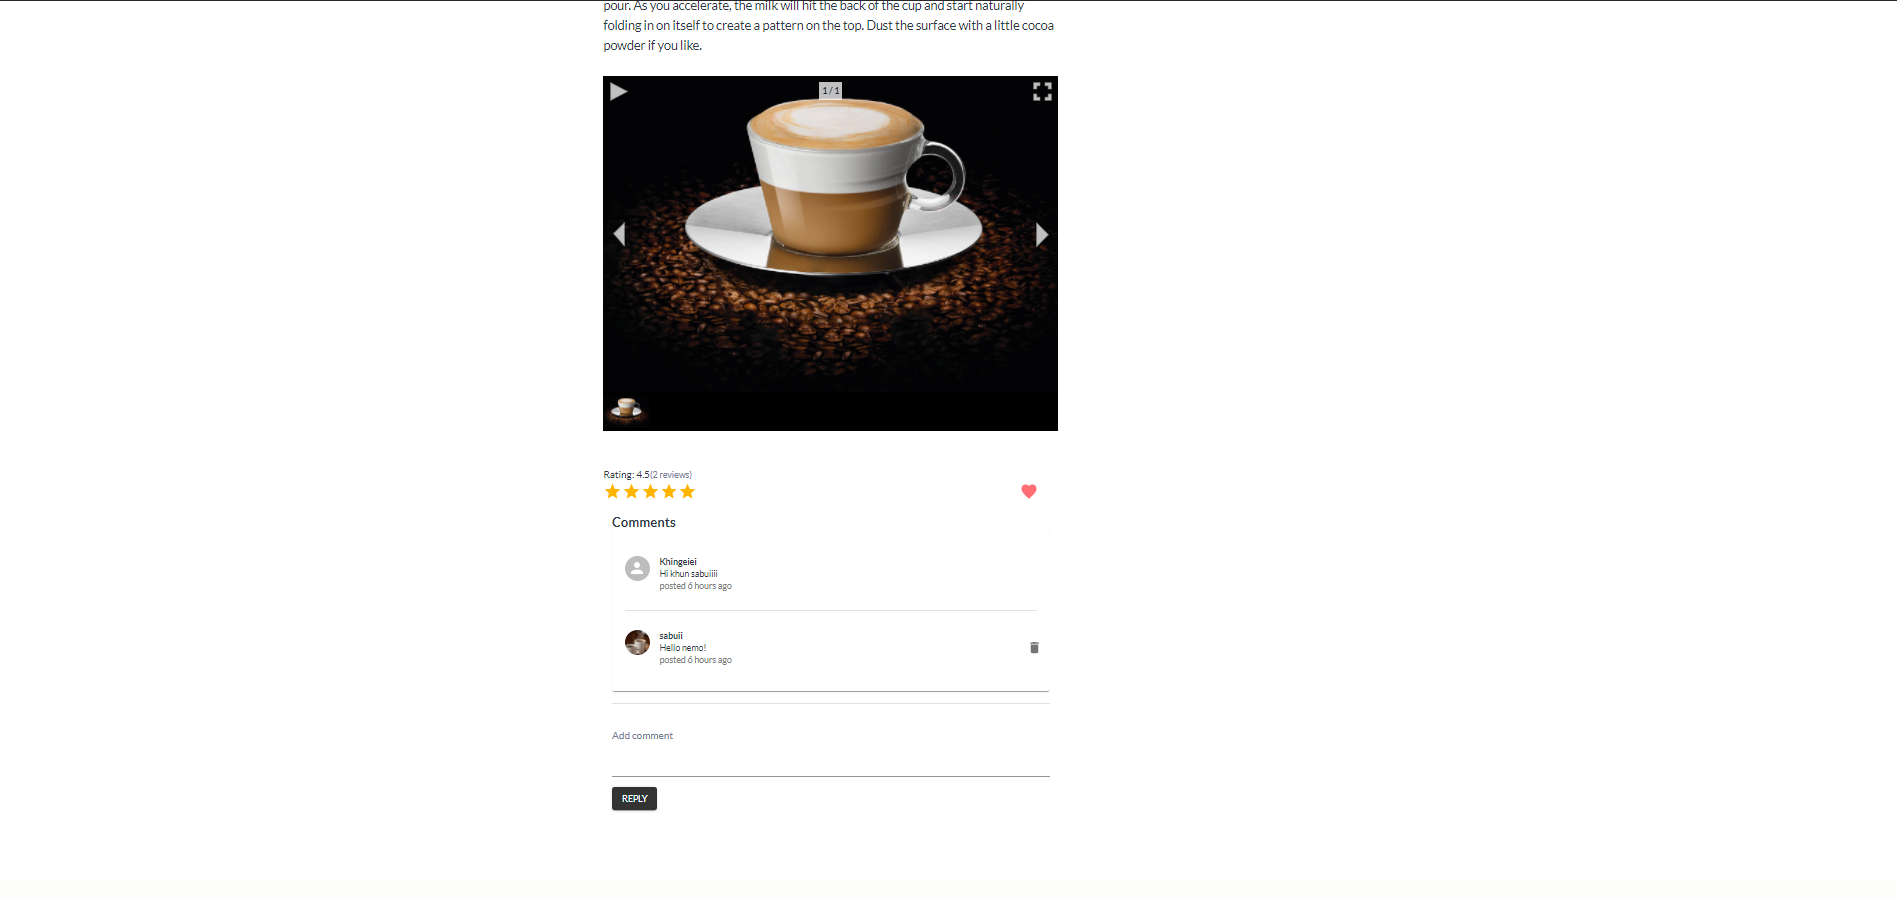 pour. As you accelerate, the milk will hit the back of the cup and start naturally
folding in on itself to create a pattern on the top. Dust the surface with a little cocoa
powder if you like.
1 / 1
Rating: 4.5(2 reviews)
Comments
Khingeiei
Hi khun sabuiiii
posted 6 hours ago
sabuii
Hello nemo!
posted 6 hours ago
Add comment
REPLY